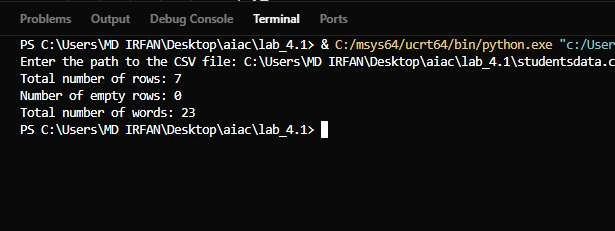 Problems Output Debug Console Terminal Ports
PS C:\Users\MD IRFAN\Desktop\aiac\lab_4.1> & C:/msys64/ucrt64/bin/python.exe "c:/User
Enter the path to the CSV file: C:\Users\MD IRFAN\Desktop\aiac\lab_4.1\studentsdata.c
Total number of rows: 7
Number of empty rows: 0
Total number of words: 23
PS C:\Users\MD IRFAN\Desktop\aiac\lab_4.1>